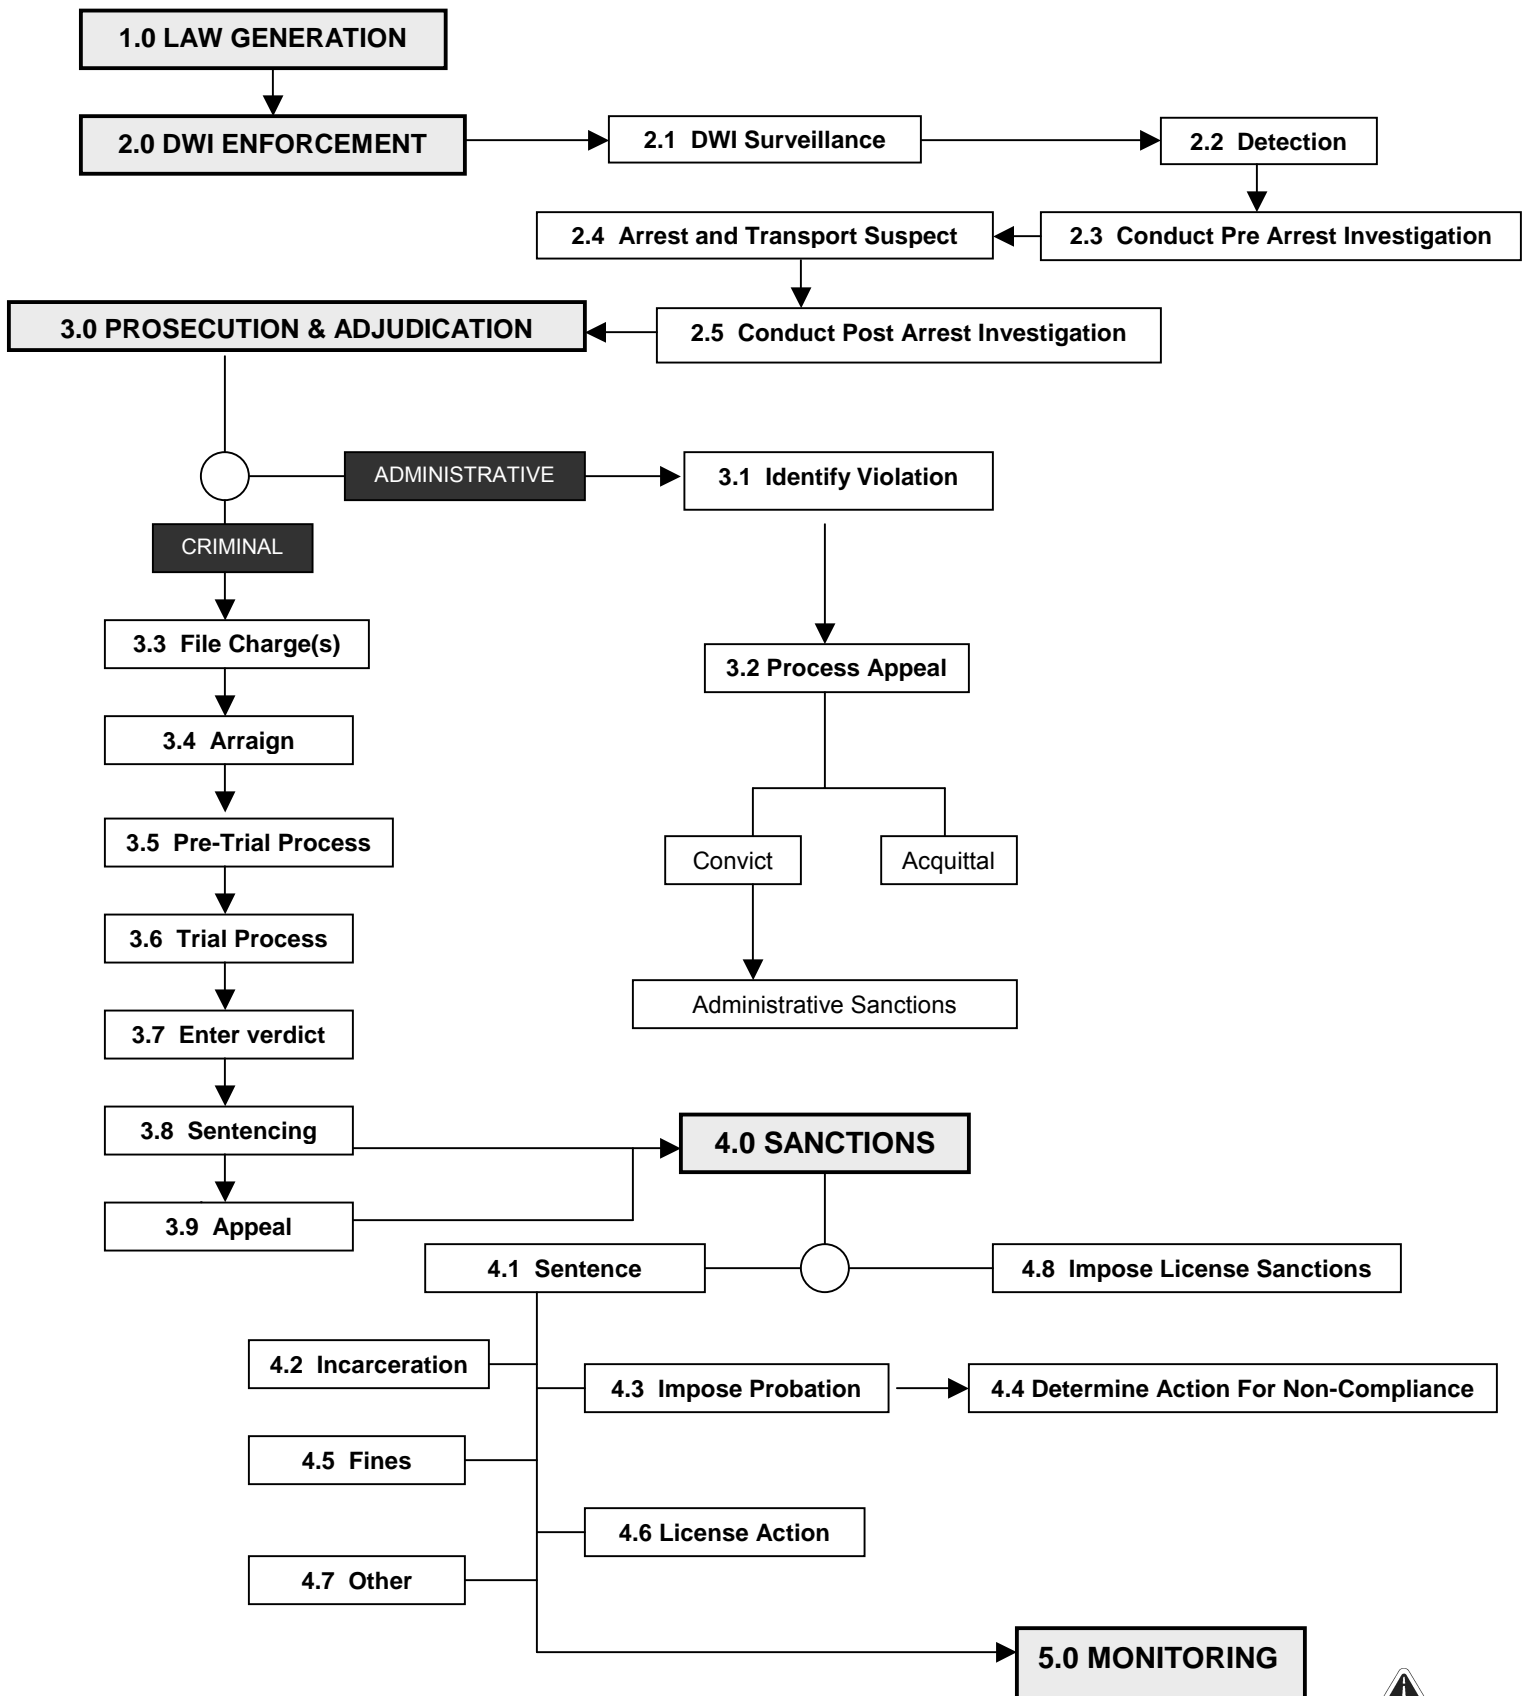 1.0 LAW GENERATION
2.0 DWI ENFORCEMENT
2.1 DWI Surveillance
2.2 Detection
2.3 Conduct Pre Arrest Investigation
2.4 Arrest and Transport Suspect
2.5 Conduct Post Arrest Investigation
3.0 PROSECUTION & ADJUDICATION
ADMINISTRATIVE
3.1 Identify Violation
CRIMINAL
3.3 File Charge(s)
3.2 Process Appeal
3.4 Arraign
3.5 Pre-Trial Process
Convict
Acquittal
3.6 Trial Process
Administrative Sanctions
3.7 Enter verdict
3.8 Sentencing
4.0 SANCTIONS
3.9 Appeal
4.1 Sentence
4.8 Impose License Sanctions
4.2 Incarceration
4.3 Impose Probation
4.4 Determine Action For Non-Compliance
4.5 Fines
4.6 License Action
4.7 Other
5.0 MONITORING